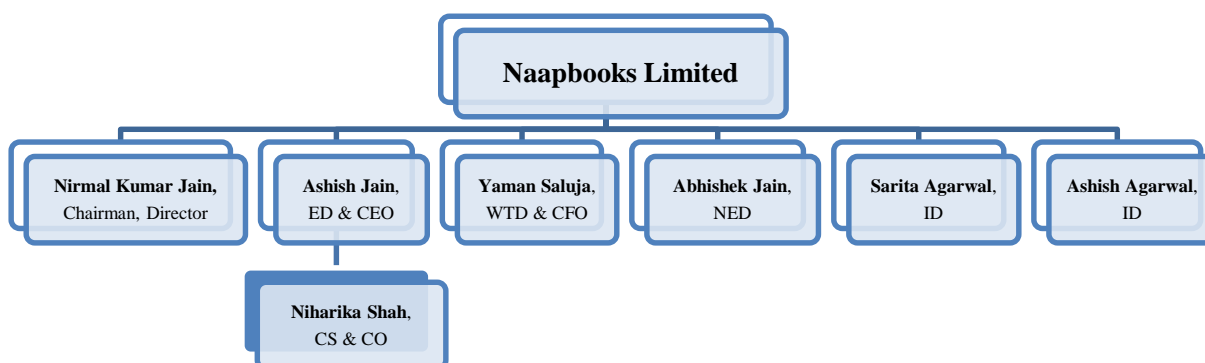 Naapbooks Limited
Nirmal Kumar Jain,
Chairman, Director
Ashish Jain,
ED & CEO
Yaman Saluja,
WTD & CFO
Abhishek Jain,
NED
Sarita Agarwal,
ID
Ashish Agarwal,
ID
Niharika Shah,
CS & CO